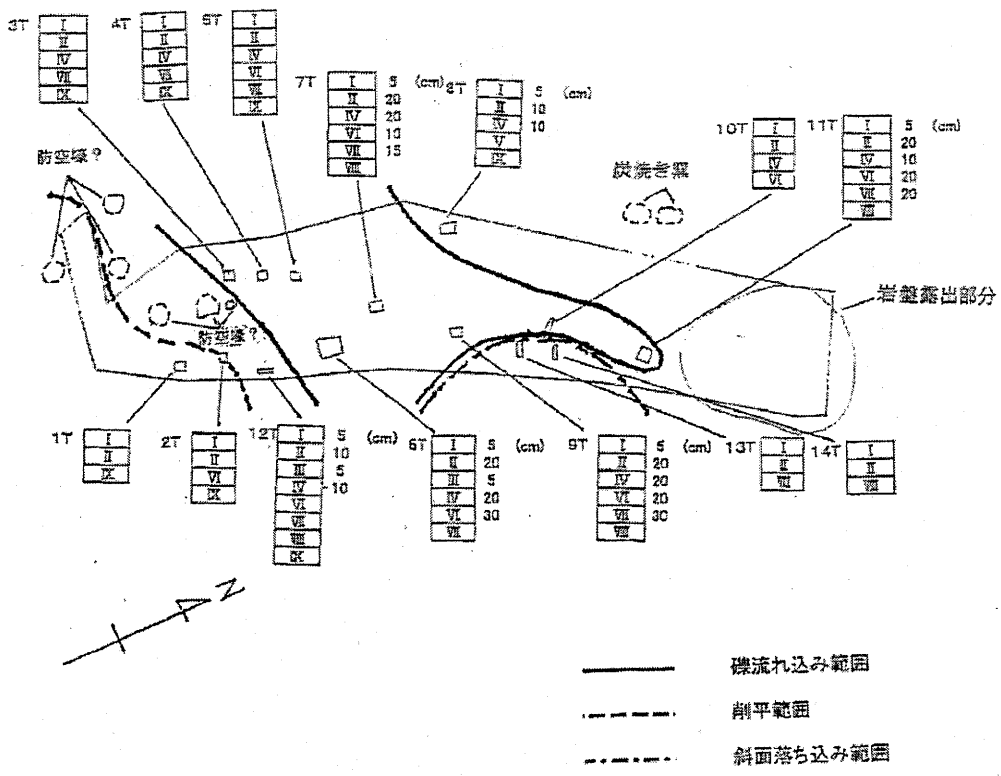 3T
I
II
IV
VII
IX
4T
I
II
IV
VII
IX
5T
I
II
IV
VI
VII
IX
7T
I 5 (cm)
II 20
IV 20
VI 10
VII 15
VIII
8T
I 5 (cm)
II 10
IV 10
V
IX
10T
I
II
IV
VI
11T
I 5 (cm)
II 20
IV 10
VI 20
VII 20
VIII
防空壕?
炭焼き窯
岩盤露出部分
防空壕?
1T
I
II
IX
2T
I
II
VI
IX
12T
I 5 (cm)
II 10
III 5
IV 10
VI
VII
VIII
IX
6T
I 5 (cm)
II 20
III 5
IV 20
VI 30
VII
9T
I 5 (cm)
II 20
IV 20
VI 20
VII 30
VIII
13T
I
II
VIII
14T
I
II
VIII
N
礫流れ込み範囲
削平範囲
斜面落ち込み範囲